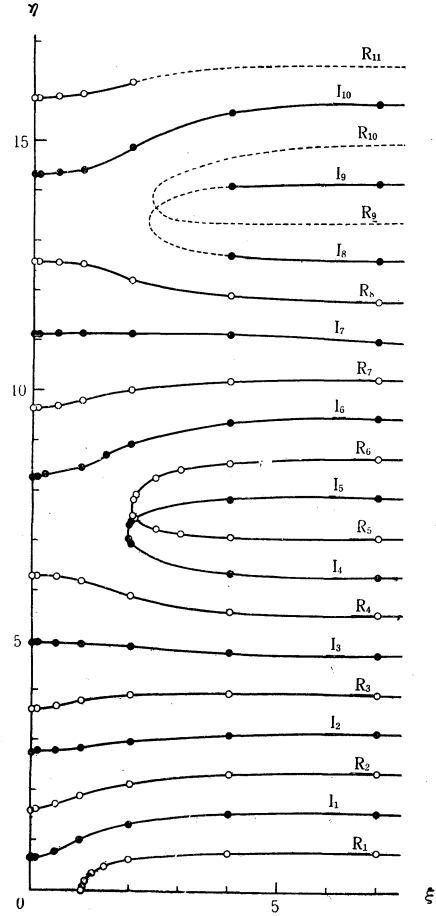 η
R₁₁
I₁₀
15
R₁₀
I₉
R₉
I₈
R₈
I₇
10
R₇
I₆
R₆
I₅
R₅
I₄
R₄
5
I₃
R₃
I₂
R₂
I₁
R₁
0
5
ξ